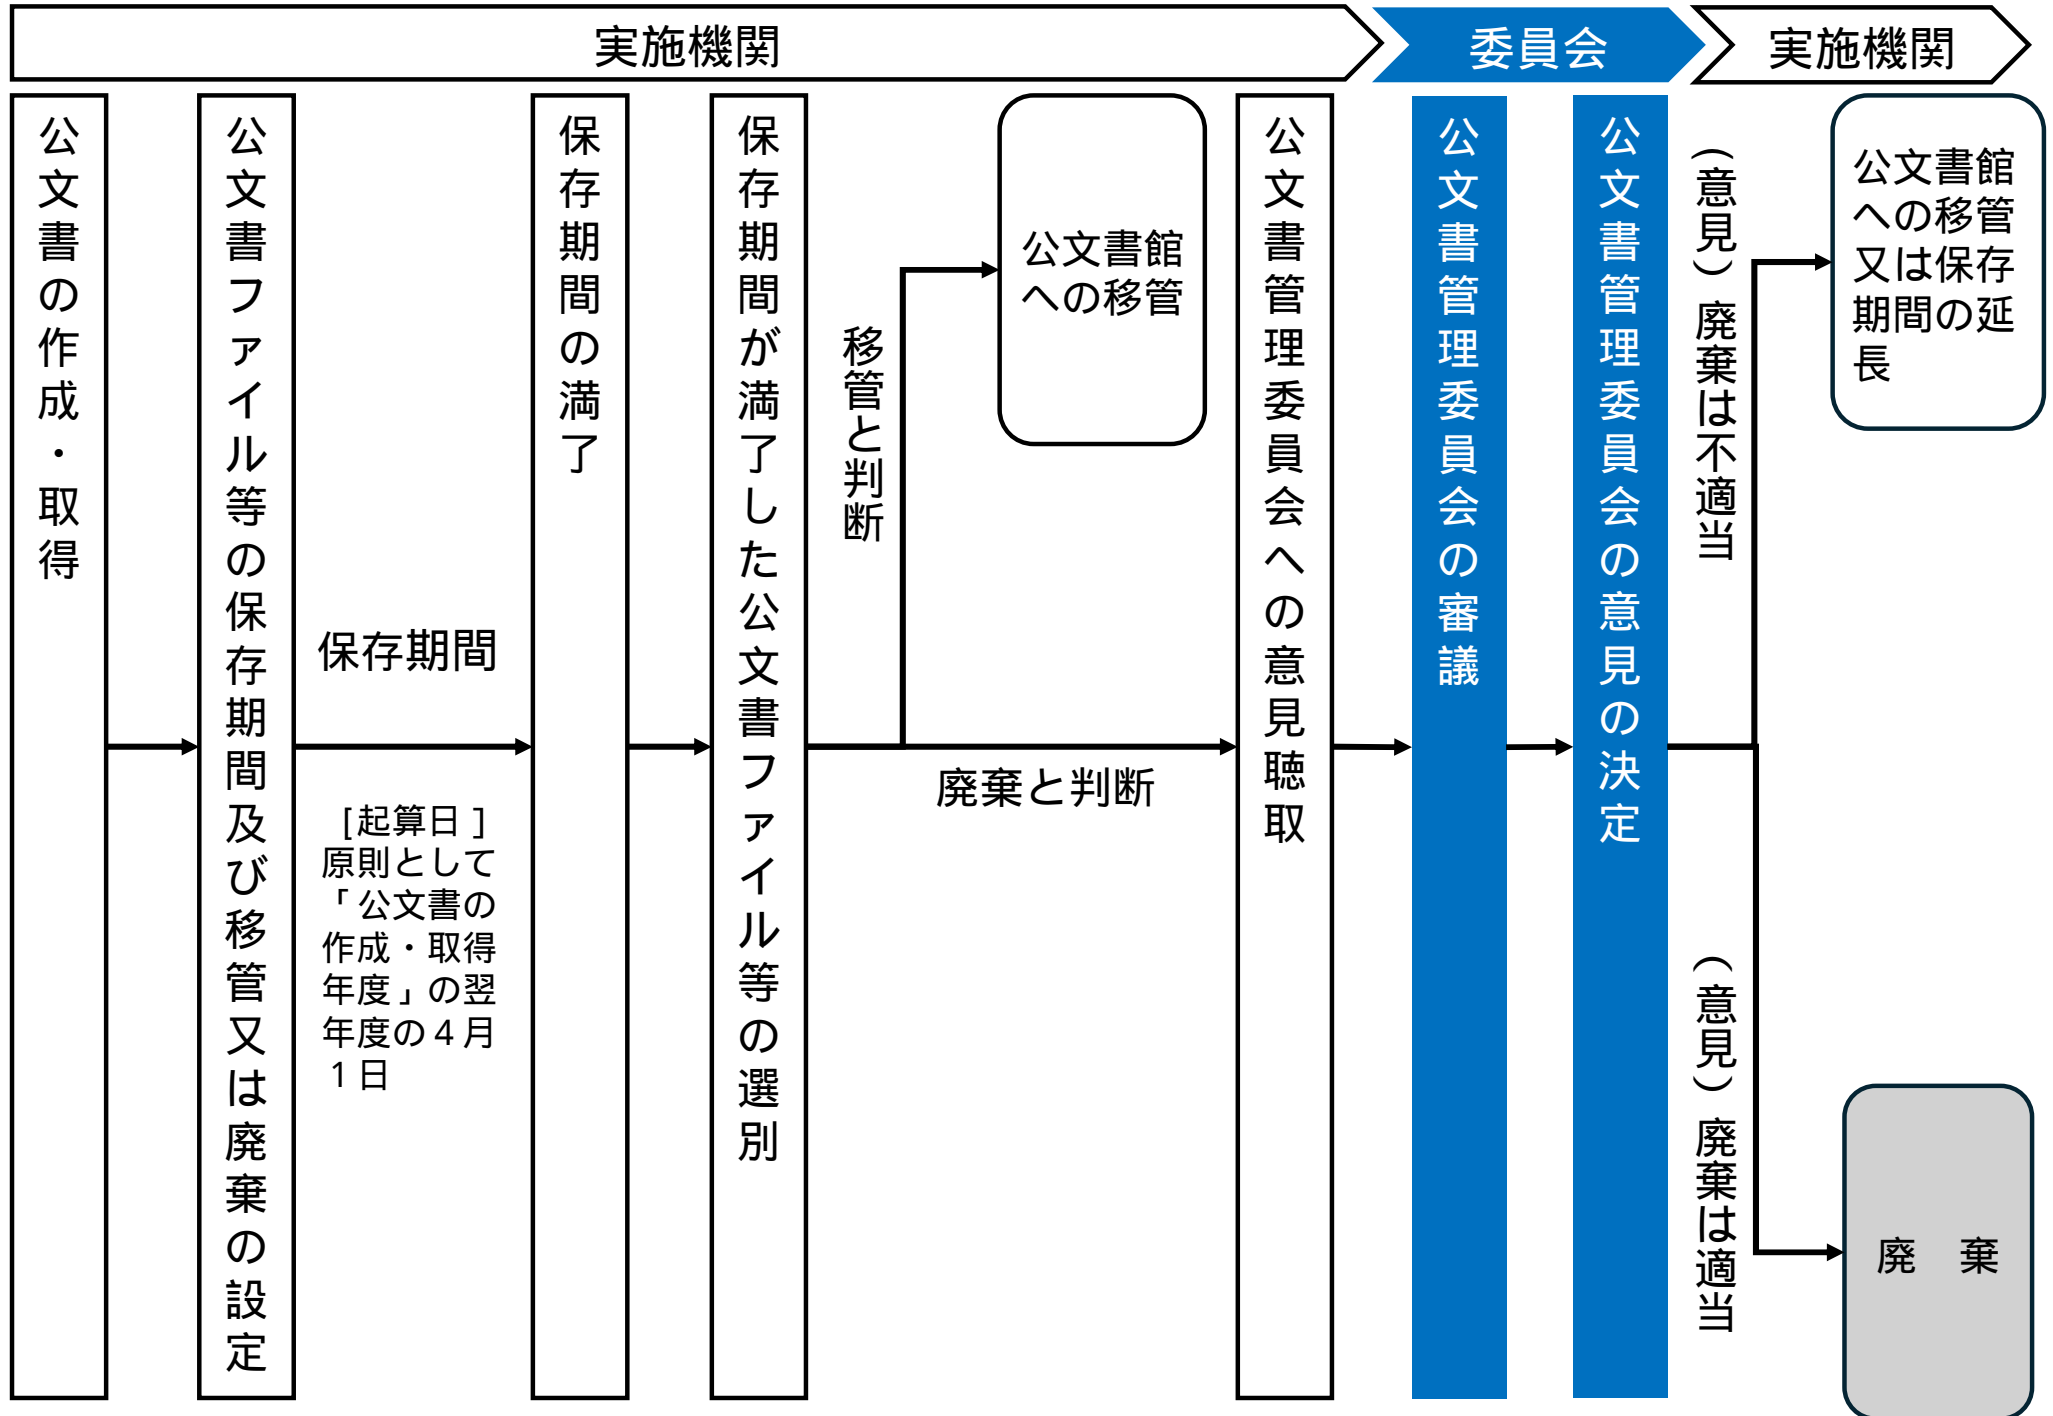 実施機関
委員会
実施機関
公文書の作成・取得
公文書ファイル等の保存期間及び移管又は廃棄の設定
保存期間
［起算日］
原則として
「公文書の
作成・取得
年度」の翌
年度の４月
１日
保存期間の満了
保存期間が満了した公文書ファイル等の選別
移管と判断
公文書館
への移管
廃棄と判断
公文書管理委員会への意見聴取
公文書管理委員会の審議
公文書管理委員会の意見の決定
（意見）廃棄は不適当
公文書館
への移管
又は保存
期間の延
長
（意見）廃棄は適当
廃　棄